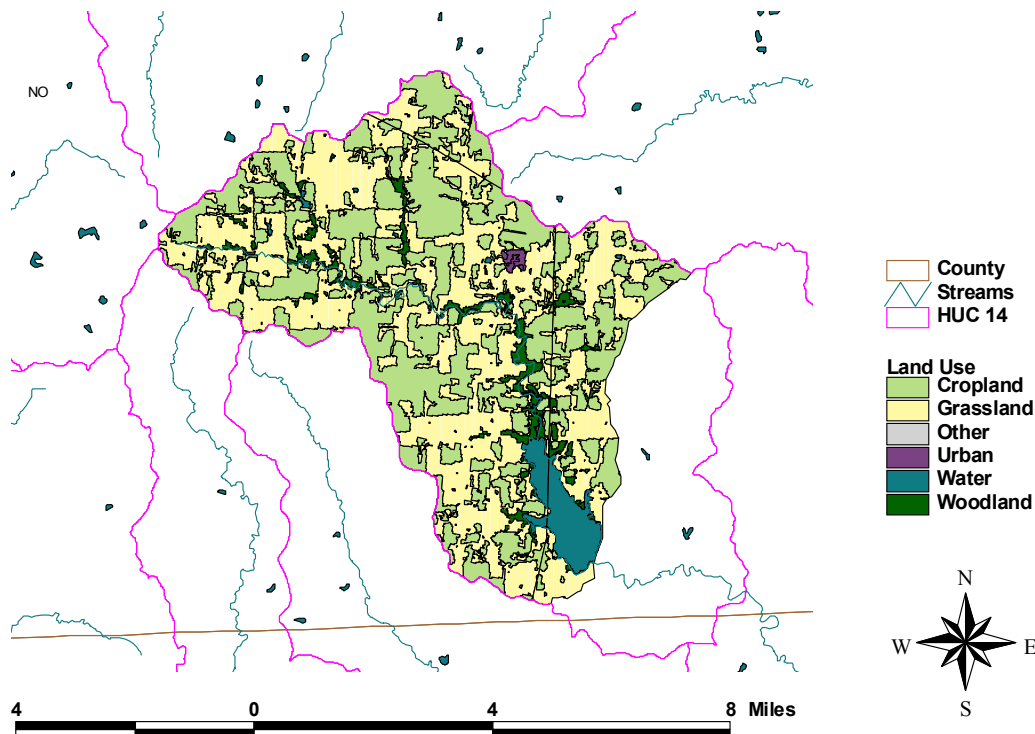 NO
County
Streams
HUC 14
Land Use
Cropland
Grassland
Other
Urban
Water
Woodland
N
W E
S
4 0 4 8 Miles